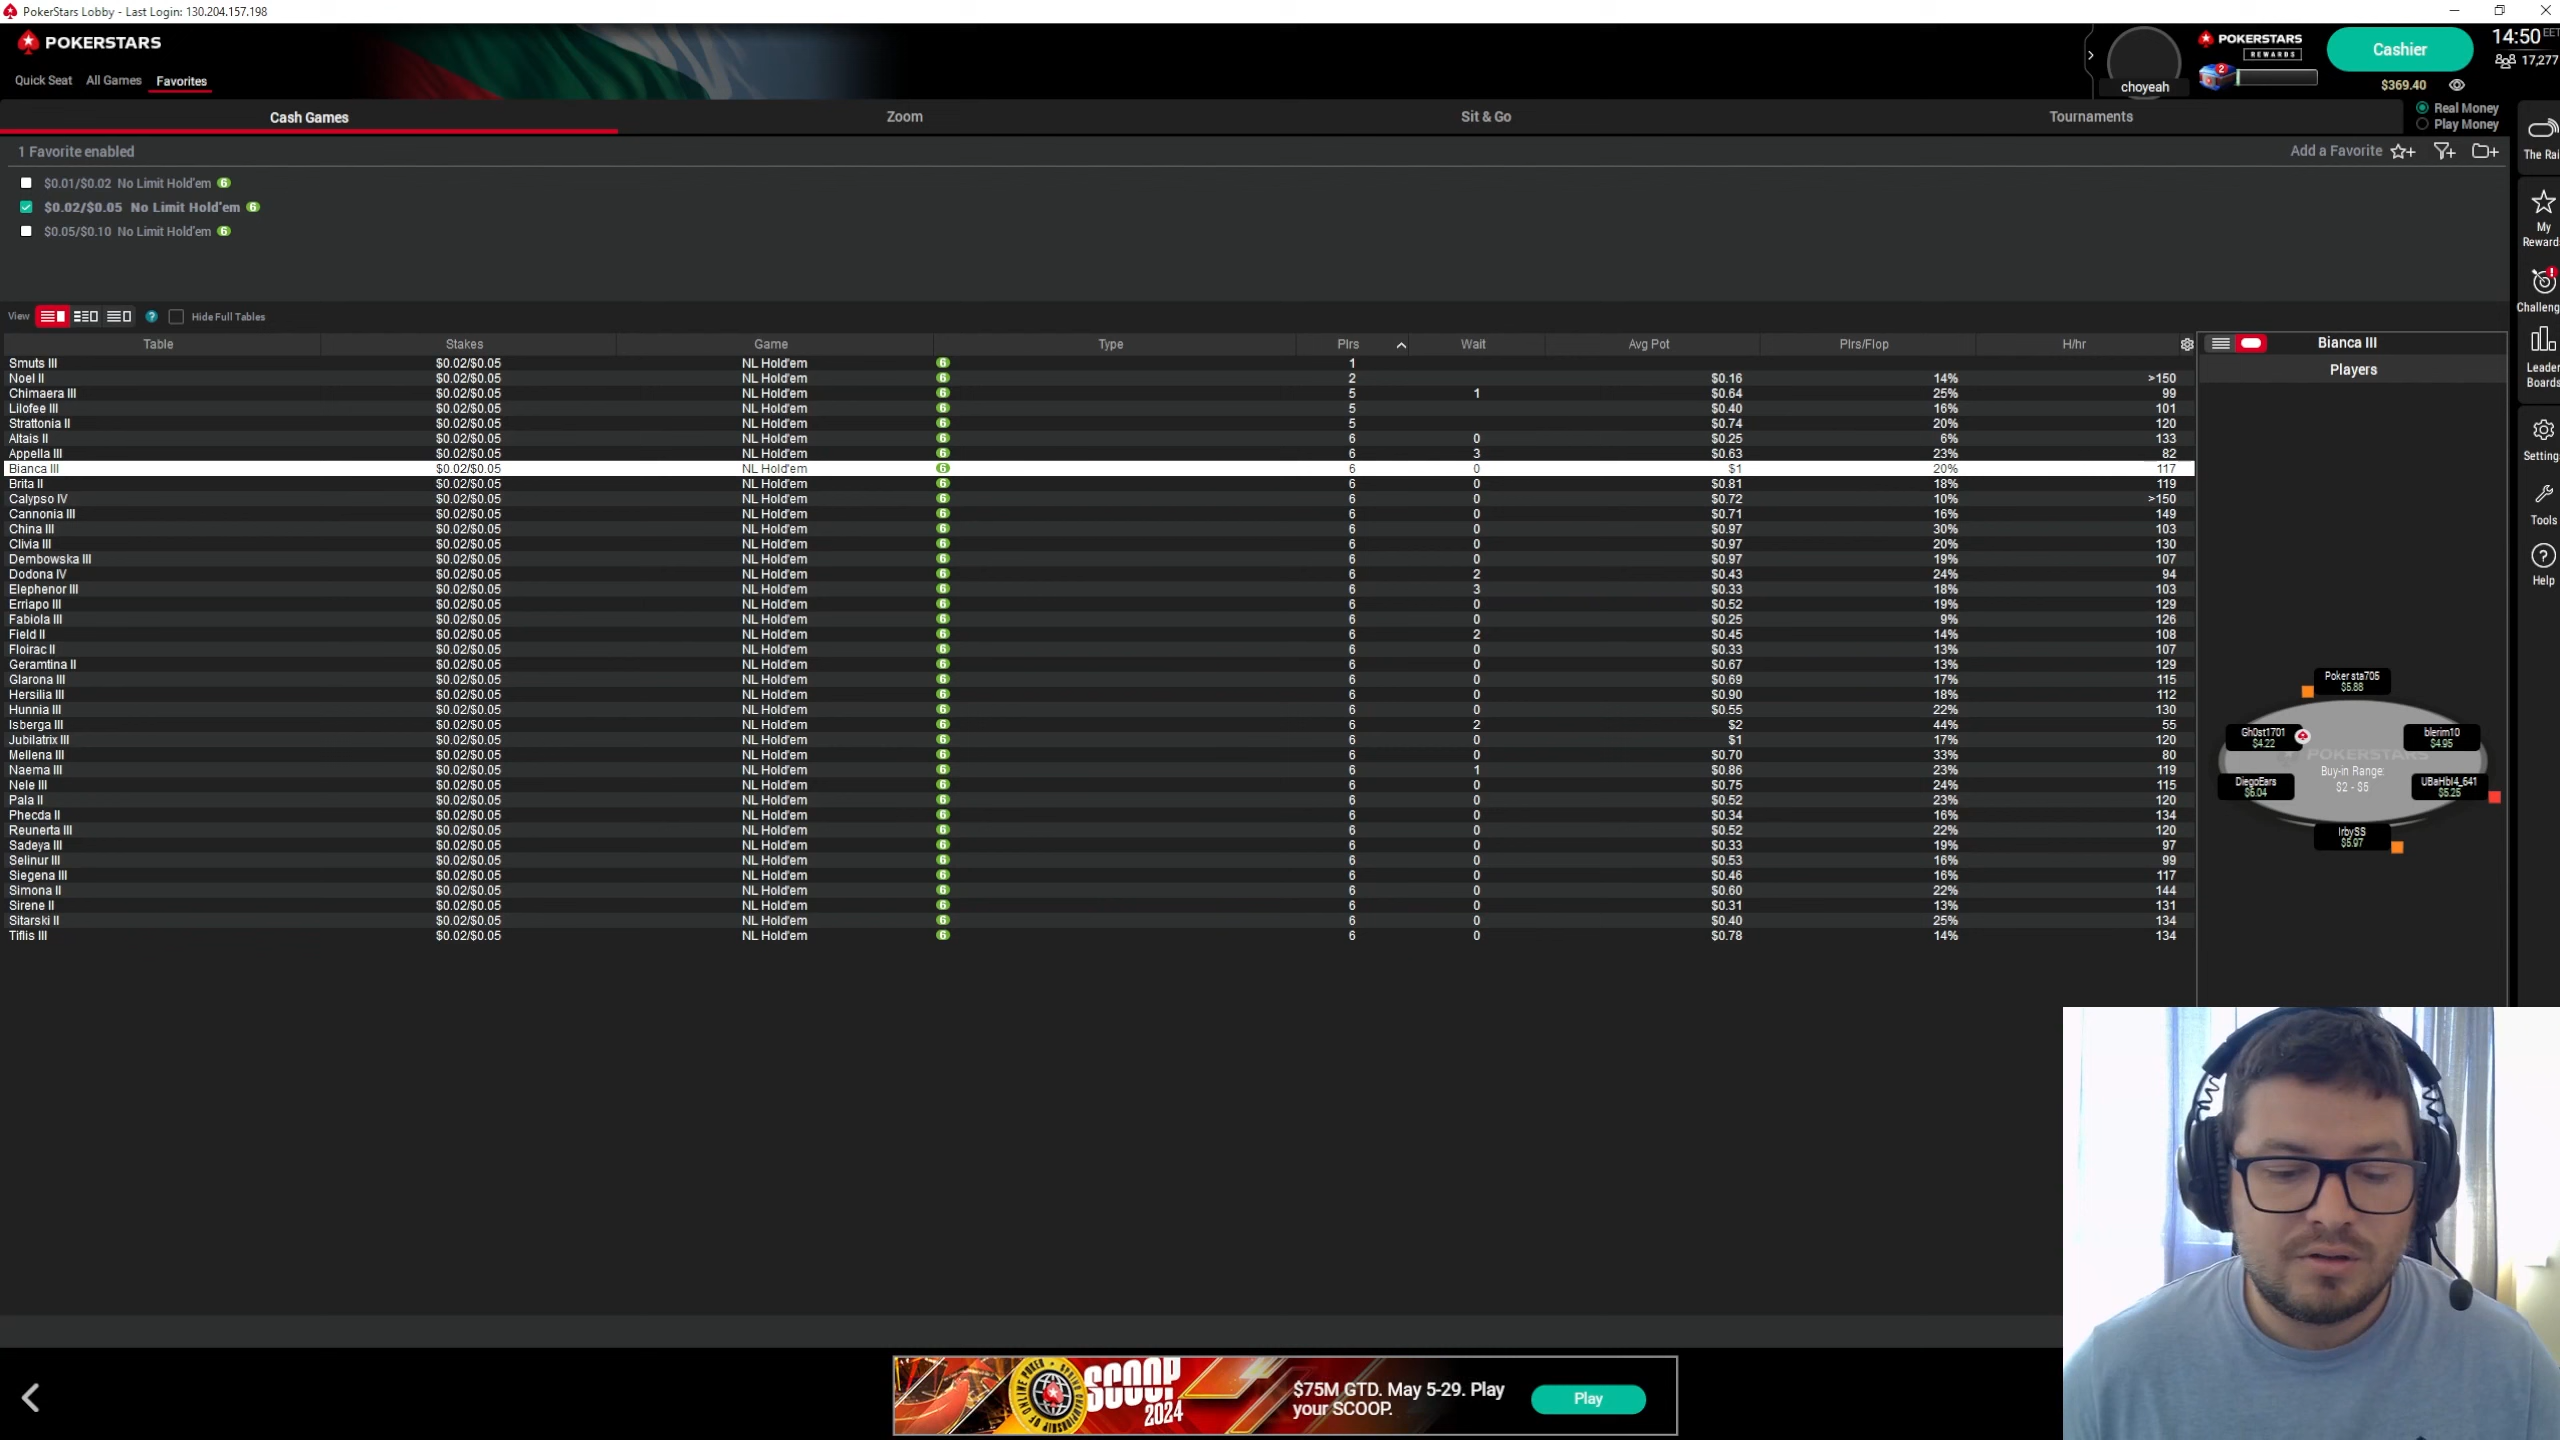 PokerStars Lobby - Last Login: 130.204.157.198
POKERSTARS
Quick Seat All Games Favorites
choyeah
POKERSTARS
REWARDS
2
Cashier
$369.40
14:50 EET
17,277
Cash Games Zoom Sit & Go Tournaments
Real Money
Play Money
1 Favorite enabled
Add a Favorite
$0.01/$0.02 No Limit Hold'em 6
$0.02/$0.05 No Limit Hold'em 6
$0.05/$0.10 No Limit Hold'em 6
View ? Hide Full Tables
Table Stakes Game Type Plrs Wait Avg Pot Plrs/Flop H/hr
Smuts III $0.02/$0.05 NL Hold'em 6 1
Noel II $0.02/$0.05 NL Hold'em 6 2 $0.16 14% >150
Chimaera III $0.02/$0.05 NL Hold'em 6 5 1 $0.64 25% 99
Lilofee III $0.02/$0.05 NL Hold'em 6 5 $0.40 16% 101
Strattonia II $0.02/$0.05 NL Hold'em 6 5 $0.74 20% 120
Altais II $0.02/$0.05 NL Hold'em 6 6 0 $0.25 6% 133
Appella III $0.02/$0.05 NL Hold'em 6 6 3 $0.63 23% 82
Bianca III $0.02/$0.05 NL Hold'em 6 6 0 $1 20% 117
Brita II $0.02/$0.05 NL Hold'em 6 6 0 $0.81 18% 119
Calypso IV $0.02/$0.05 NL Hold'em 6 6 0 $0.72 10% >150
Cannonia III $0.02/$0.05 NL Hold'em 6 6 0 $0.71 16% 149
China III $0.02/$0.05 NL Hold'em 6 6 0 $0.97 30% 103
Clivia III $0.02/$0.05 NL Hold'em 6 6 0 $0.97 20% 130
Dembowska III $0.02/$0.05 NL Hold'em 6 6 0 $0.97 19% 107
Dodona IV $0.02/$0.05 NL Hold'em 6 6 2 $0.43 24% 94
Elephenor III $0.02/$0.05 NL Hold'em 6 6 3 $0.33 18% 103
Erriapo III $0.02/$0.05 NL Hold'em 6 6 0 $0.52 19% 129
Fabiola III $0.02/$0.05 NL Hold'em 6 6 0 $0.25 9% 126
Field II $0.02/$0.05 NL Hold'em 6 6 2 $0.45 14% 108
Floirac II $0.02/$0.05 NL Hold'em 6 6 0 $0.33 13% 107
Geramtina II $0.02/$0.05 NL Hold'em 6 6 0 $0.67 13% 129
Glarona III $0.02/$0.05 NL Hold'em 6 6 0 $0.69 17% 115
Hersilia III $0.02/$0.05 NL Hold'em 6 6 0 $0.90 18% 112
Hunnia III $0.02/$0.05 NL Hold'em 6 6 0 $0.55 22% 130
Isberga III $0.02/$0.05 NL Hold'em 6 6 2 $2 44% 55
Jubilatrix III $0.02/$0.05 NL Hold'em 6 6 0 $1 17% 120
Mellena III $0.02/$0.05 NL Hold'em 6 6 0 $0.70 33% 80
Naema III $0.02/$0.05 NL Hold'em 6 6 1 $0.86 23% 119
Nele III $0.02/$0.05 NL Hold'em 6 6 0 $0.75 24% 115
Pala II $0.02/$0.05 NL Hold'em 6 6 0 $0.52 23% 120
Phecda II $0.02/$0.05 NL Hold'em 6 6 0 $0.34 16% 134
Reunerta III $0.02/$0.05 NL Hold'em 6 6 0 $0.52 22% 120
Sadeya III $0.02/$0.05 NL Hold'em 6 6 0 $0.33 19% 97
Selinur III $0.02/$0.05 NL Hold'em 6 6 0 $0.53 16% 99
Siegena III $0.02/$0.05 NL Hold'em 6 6 0 $0.46 16% 117
Simona II $0.02/$0.05 NL Hold'em 6 6 0 $0.60 22% 144
Sirene II $0.02/$0.05 NL Hold'em 6 6 0 $0.31 13% 131
Sitarski II $0.02/$0.05 NL Hold'em 6 6 0 $0.40 25% 134
Tiflis III $0.02/$0.05 NL Hold'em 6 6 0 $0.78 14% 134
Bianca III
Players
Poker sta705
$5.88
Gh0st1701
$4.22
blerim10
$4.95
POKERSTARS
Buy-in Range:
$2 - $5
DiegoEars
$6.04
UBaHbI4_641
$5.25
IrbySS
$5.97
The Rai
My
Reward
Challeng
Leader
Boards
Setting
Tools
Help
SCOOP
2024
$75M GTD. May 5-29. Play
your SCOOP.
Play